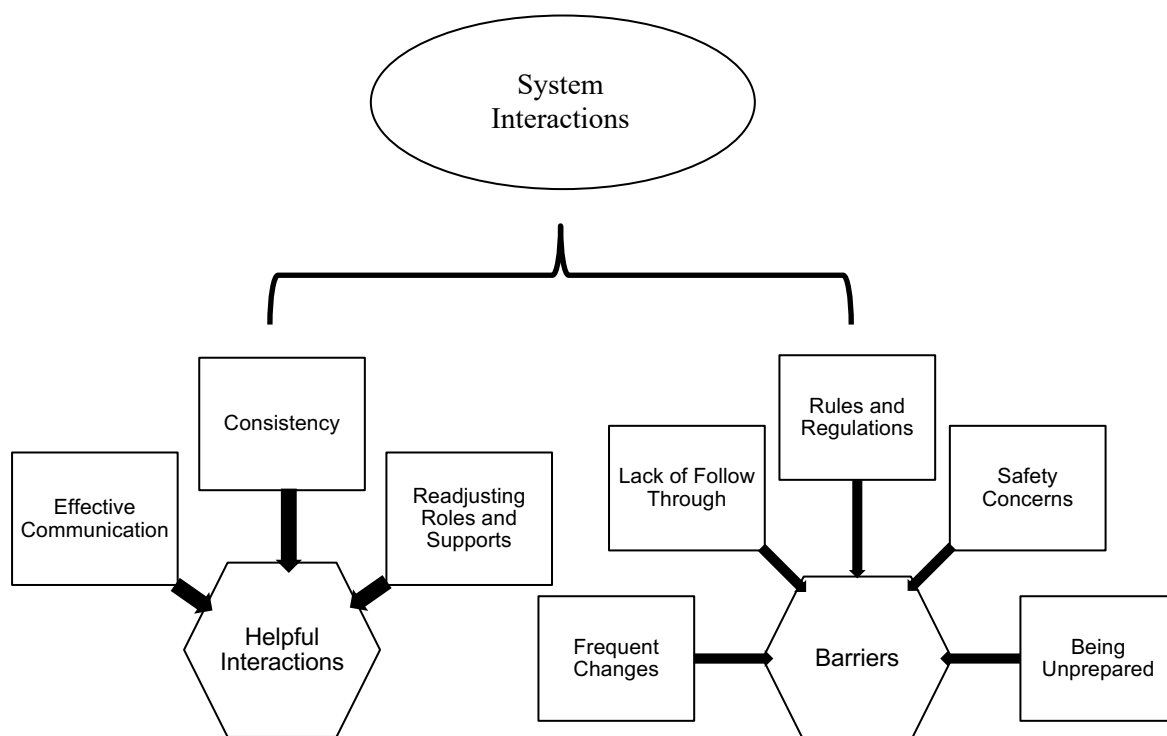 System
Interactions
Consistency
Effective
Communication
Readjusting
Roles and
Supports
Helpful
Interactions
Rules and
Regulations
Lack of Follow
Through
Safety
Concerns
Frequent
Changes
Barriers
Being
Unprepared